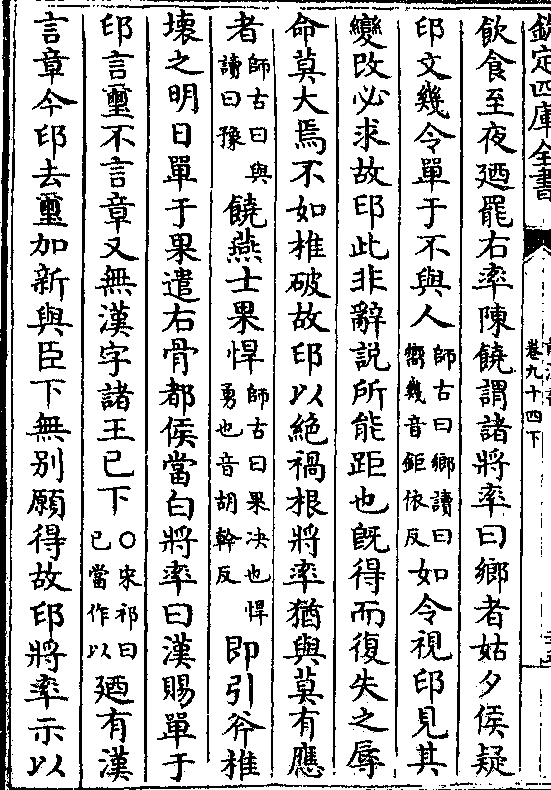 欽定四庫全書
卷九十四下
飲食至夜廼罷右率陳饒謂諸將率曰鄉者姑夕侯疑
印文幾令單于不與人師古曰鄉讀曰嚮幾音鉅依反如令視印見其
變改必求故印此非辭說所能距也既得而復失之辱
命莫大焉不如椎破故印以絕禍根將率猶與莫有應
者師古曰與讀曰豫饒燕士果悍師古曰果决也悍勇也音胡幹反即引斧椎
壞之明日單于果遣右骨都侯當白將率曰漢賜單于
印言璽不言章又無漢字諸王已下○宋祁曰已當作以廼有漢
言章今印去璽加新與臣下無别願得故印將率示以